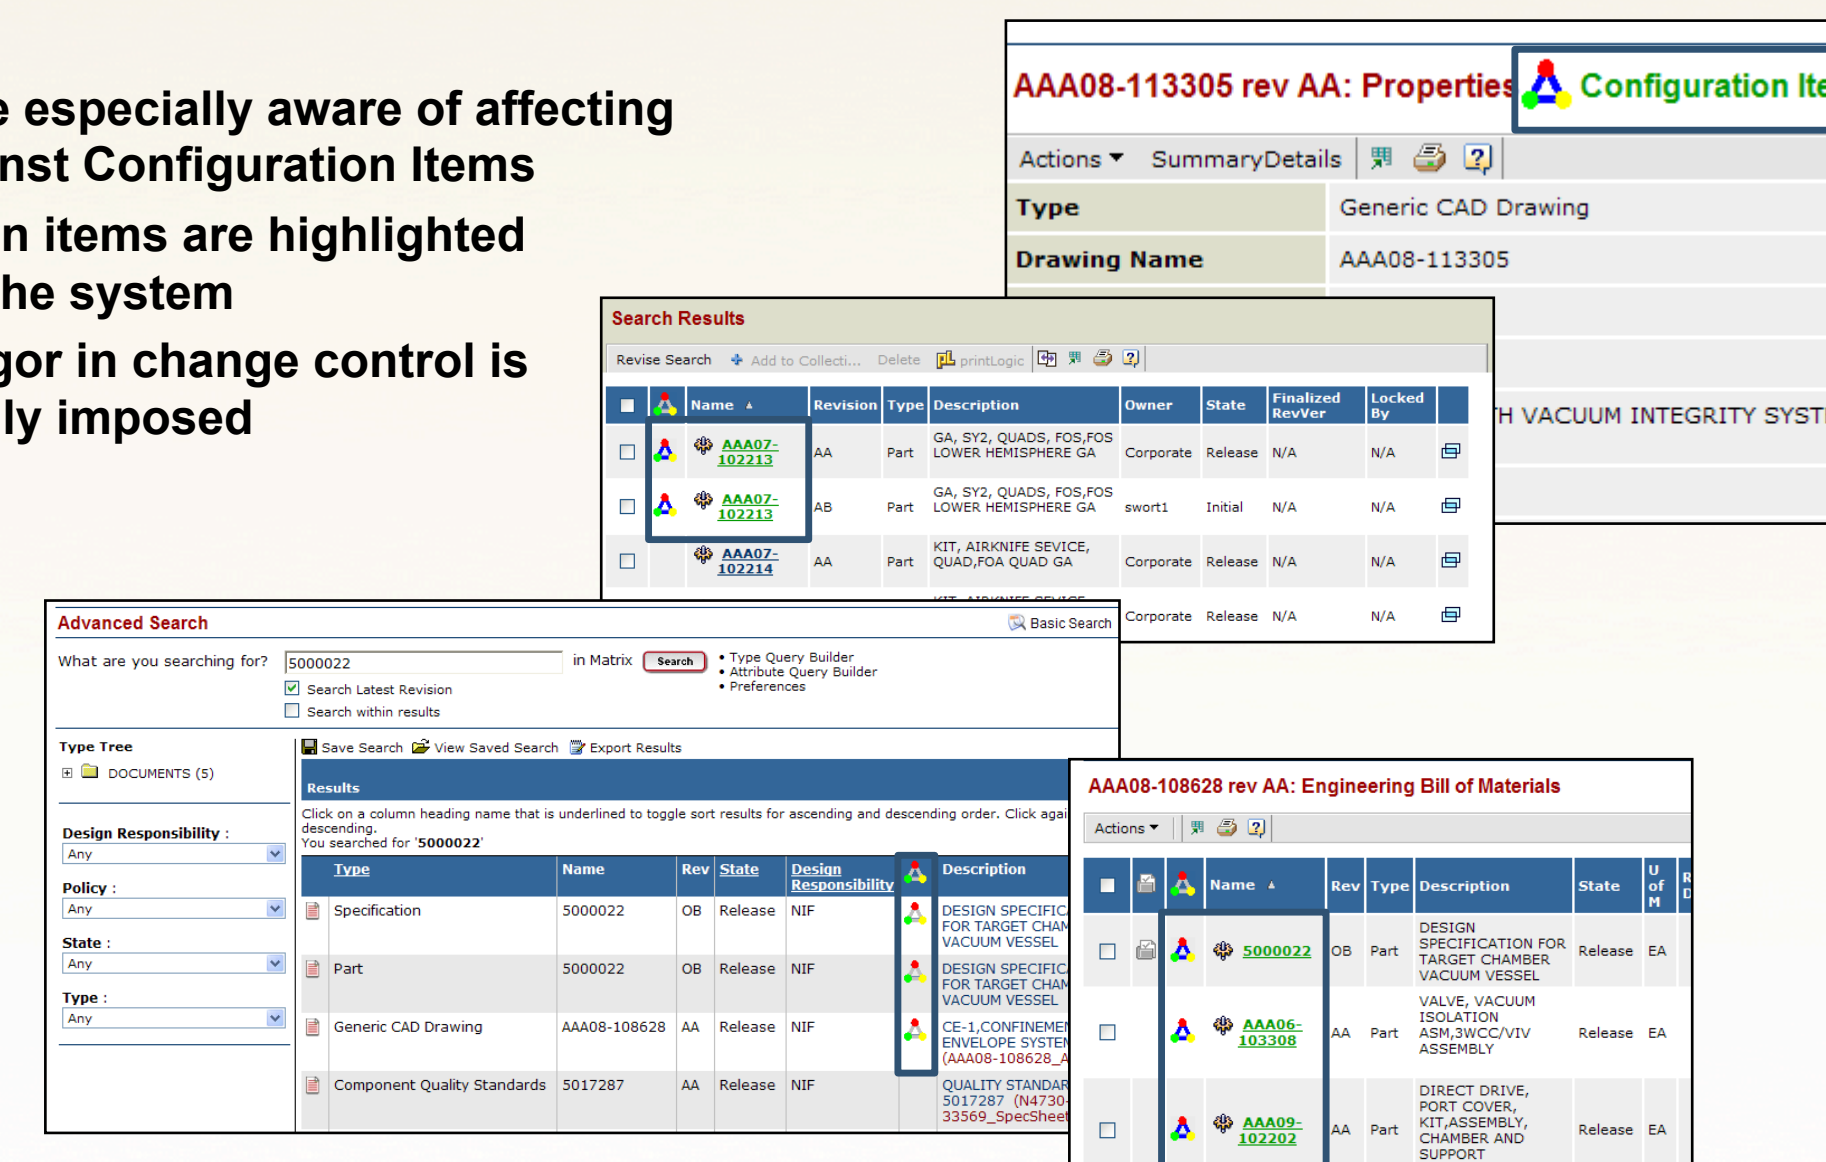 e especially aware of affecting
nst Configuration Items
n items are highlighted
he system
gor in change control is
ly imposed
AAA08-113305 rev AA: Properties Configuration Ite
Actions SummaryDetails
Type Generic CAD Drawing
Drawing Name AAA08-113305
H VACUUM INTEGRITY SYST
Search Results
Revise Search Add to Collecti... Delete printLogic
Name Revision Type Description Owner State Finalized RevVer Locked By
AAA07-102213 AA Part GA, SY2, QUADS, FOS,FOS LOWER HEMISPHERE GA Corporate Release N/A N/A
AAA07-102213 AB Part GA, SY2, QUADS, FOS,FOS LOWER HEMISPHERE GA swort1 Initial N/A N/A
AAA07-102214 AA Part KIT, AIRKNIFE SEVICE, QUAD,FOA QUAD GA Corporate Release N/A N/A
Corporate Release N/A N/A
Advanced Search Basic Search
What are you searching for? 5000022 in Matrix Search
• Type Query Builder
• Attribute Query Builder
• Preferences
Search Latest Revision
Search within results
Type Tree
DOCUMENTS (5)
Design Responsibility :
Any
Policy :
Any
State :
Any
Type :
Any
Save Search View Saved Search Export Results
Results
Click on a column heading name that is underlined to toggle sort results for ascending and descending order. Click agai
descending.
You searched for '5000022'
Type Name Rev State Design Responsibility Description
Specification 5000022 OB Release NIF DESIGN SPECIFIC FOR TARGET CHAM VACUUM VESSEL
Part 5000022 OB Release NIF DESIGN SPECIFIC FOR TARGET CHAM VACUUM VESSEL
Generic CAD Drawing AAA08-108628 AA Release NIF CE-1,CONFINEMEN ENVELOPE SYSTEM (AAA08-108628_A
Component Quality Standards 5017287 AA Release NIF QUALITY STANDAR 5017287 (N4730- 33569_SpecSheet
AAA08-108628 rev AA: Engineering Bill of Materials
Actions
Name Rev Type Description State U of M R D
5000022 OB Part DESIGN SPECIFICATION FOR TARGET CHAMBER VACUUM VESSEL Release EA
AAA06-103308 AA Part VALVE, VACUUM ISOLATION ASM,3WCC/VIV ASSEMBLY Release EA
AAA09-102202 AA Part DIRECT DRIVE, PORT COVER, KIT,ASSEMBLY, CHAMBER AND SUPPORT Release EA